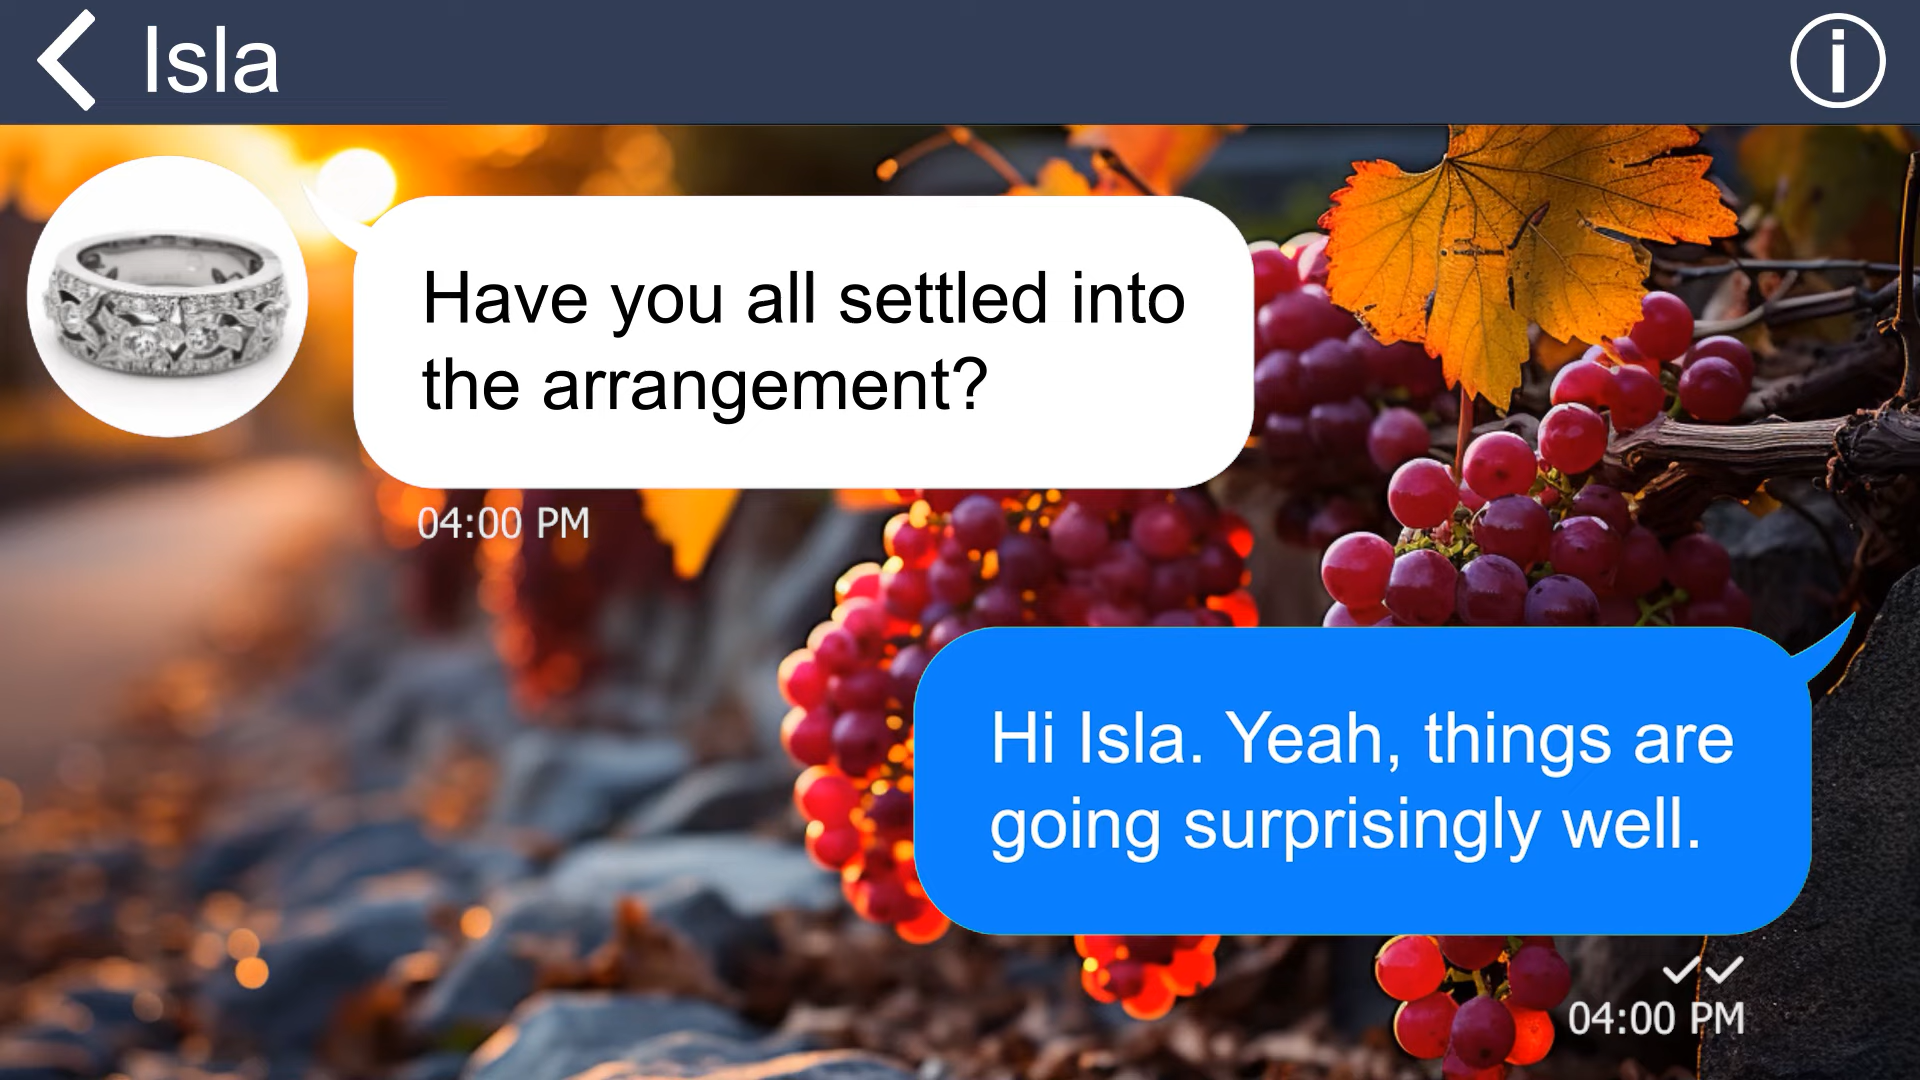 Isla
Have you all settled into
the arrangement?
04:00 PM
Hi Isla. Yeah, things are
going surprisingly well.
04:00 PM